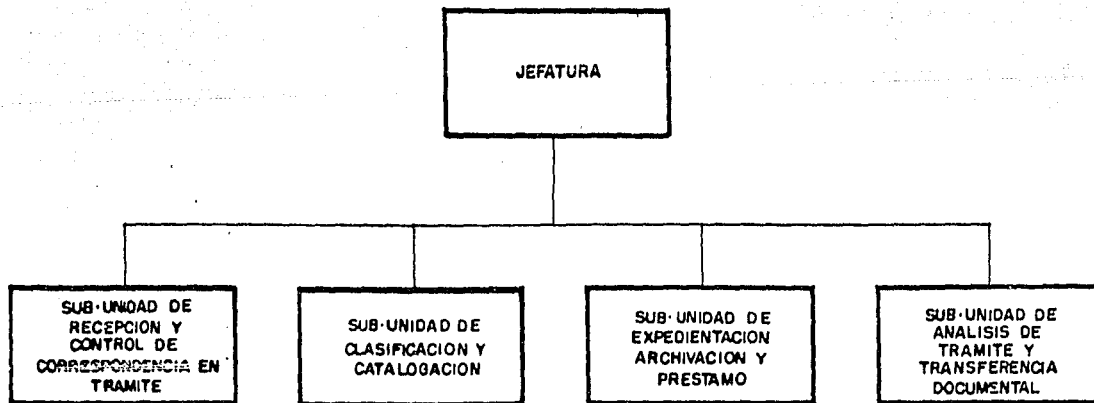 JEFATURA
SUB-UNIDAD DE
RECEPCION Y
CONTROL DE
CORRESPONDENCIA EN
TRAMITE
SUB-UNIDAD DE
CLASIFICACION Y
CATALOGACION
SUB-UNIDAD DE
EXPEDIENTACION
ARCHIVACION Y
PRESTAMO
SUB-UNIDAD DE
ANALISIS DE
TRAMITE Y
TRANSFERENCIA
DOCUMENTAL